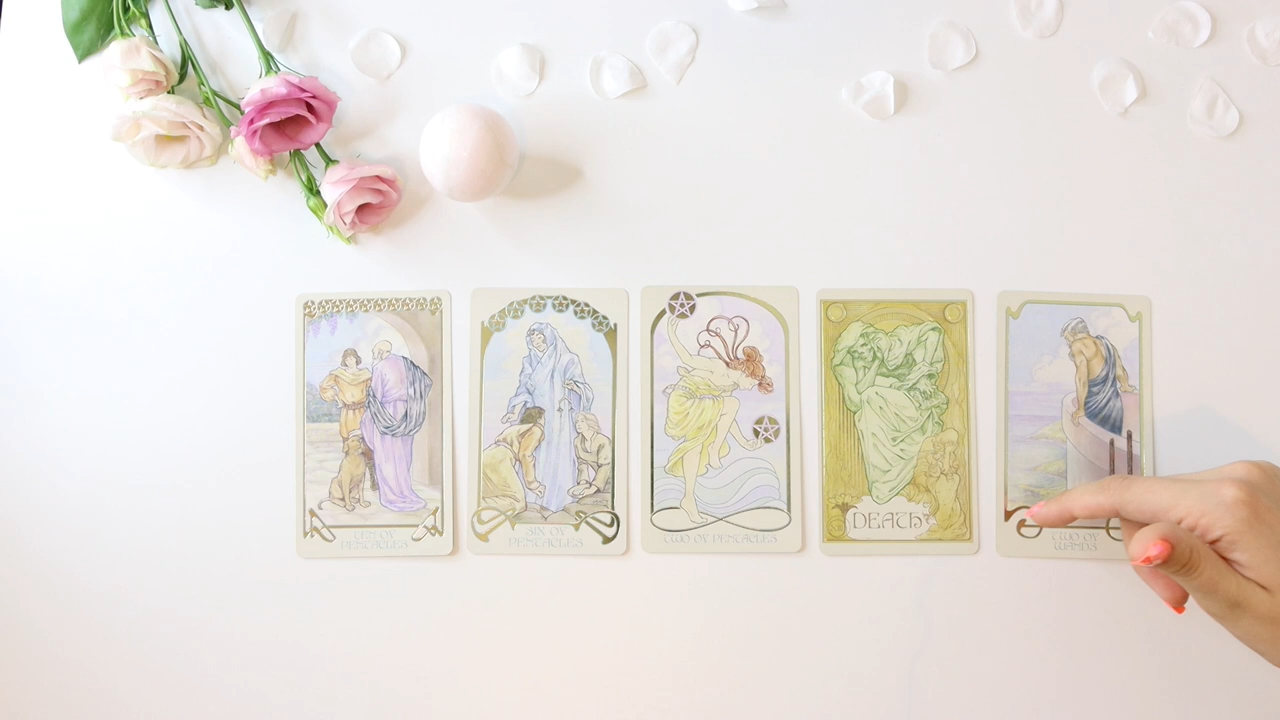 TEN OF
PENTACLES
SIX OF
PENTACLES
TWO OF PENTACLES
DEATH
TWO OF
WANDS